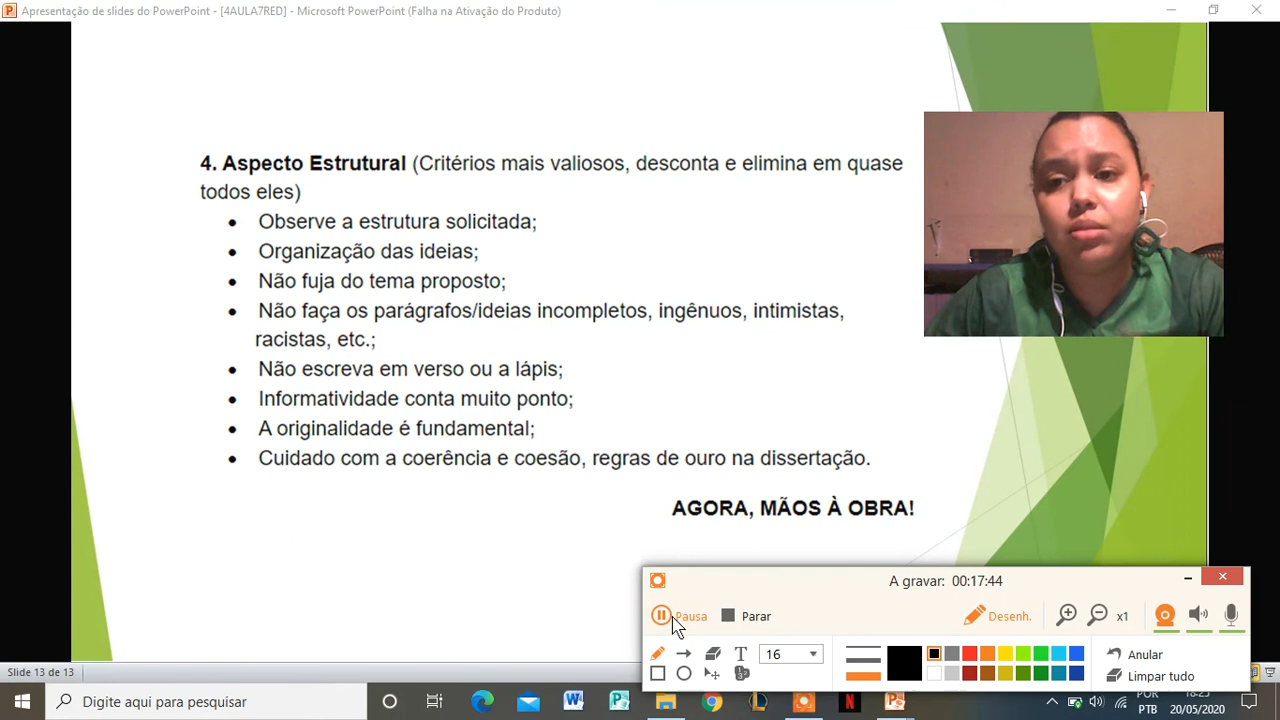 Apresentação de slides do PowerPoint - [4AULA7RED] - Microsoft PowerPoint (Falha na Ativação do Produto)
4. Aspecto Estrutural (Critérios mais valiosos, desconta e elimina em quase
todos eles)
• Observe a estrutura solicitada;
• Organização das ideias;
• Não fuja do tema proposto;
• Não faça os parágrafos/ideias incompletos, ingênuos, intimistas,
racistas, etc.;
• Não escreva em verso ou a lápis;
• Informatividade conta muito ponto;
• A originalidade é fundamental;
• Cuidado com a coerência e coesão, regras de ouro na dissertação.
AGORA, MÃOS À OBRA!
A gravar: 00:17:44
Pausa Parar Desenh. x1
T 16 Anular
Limpar tudo
Slide 13 de 13
Digite aqui para pesquisar
POR
PTB
18:25
20/05/2020